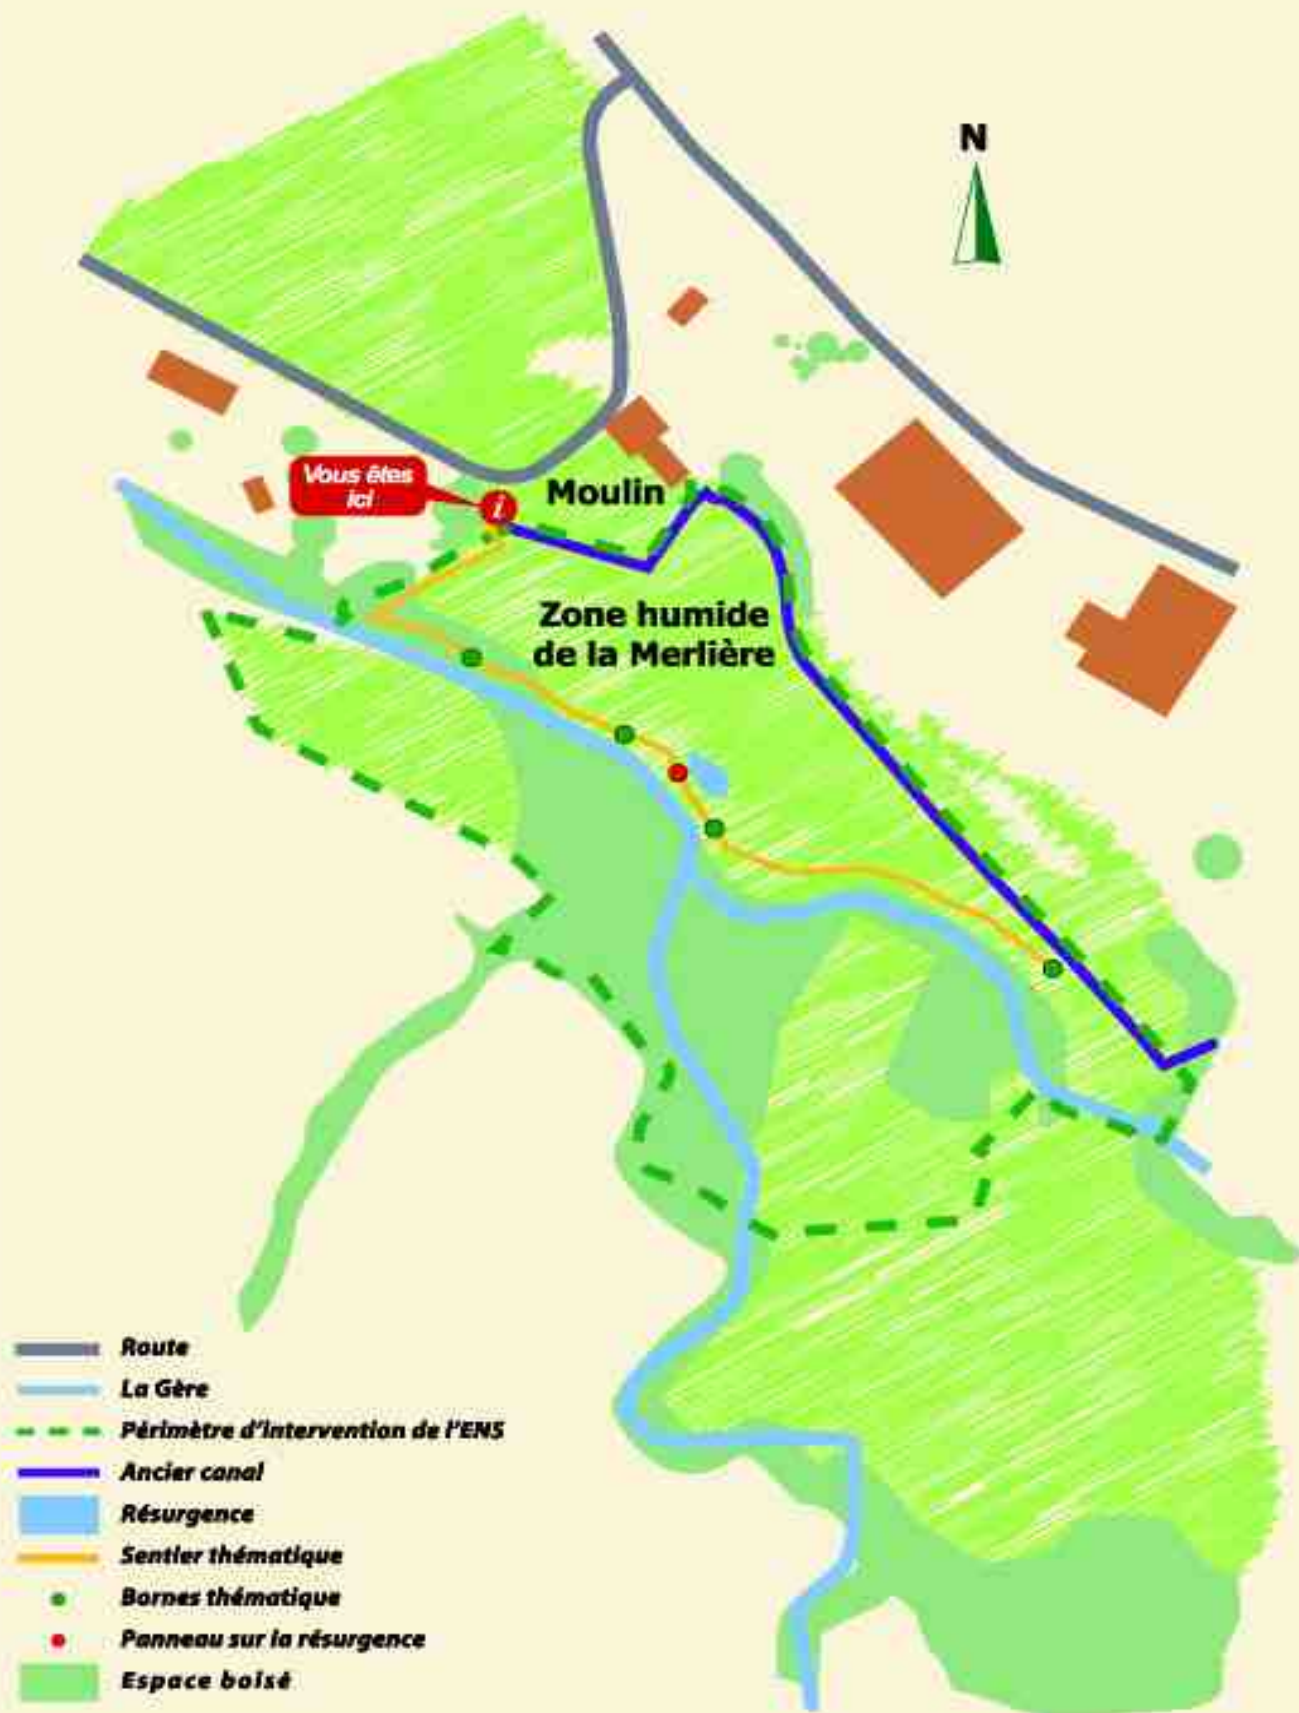 N
Vous êtes
ici
i
Moulin
Zone humide
de la Merlière
Route
La Gère
Périmètre d'intervention de l'ENS
Ancier canal
Résurgence
Sentier thématique
Bornes thématique
Panneau sur la résurgence
Espace boisé